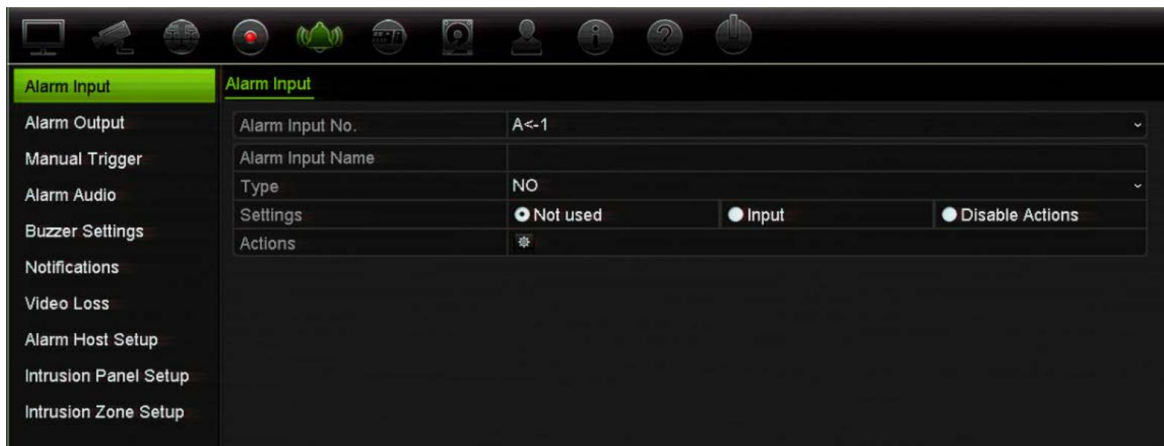 Alarm Input
Alarm Output
Manual Trigger
Alarm Audio
Buzzer Settings
Notifications
Video Loss
Alarm Host Setup
Intrusion Panel Setup
Intrusion Zone Setup
Alarm Input
Alarm Input No. A<-1
Alarm Input Name
Type NO
Settings Not used Input Disable Actions
Actions